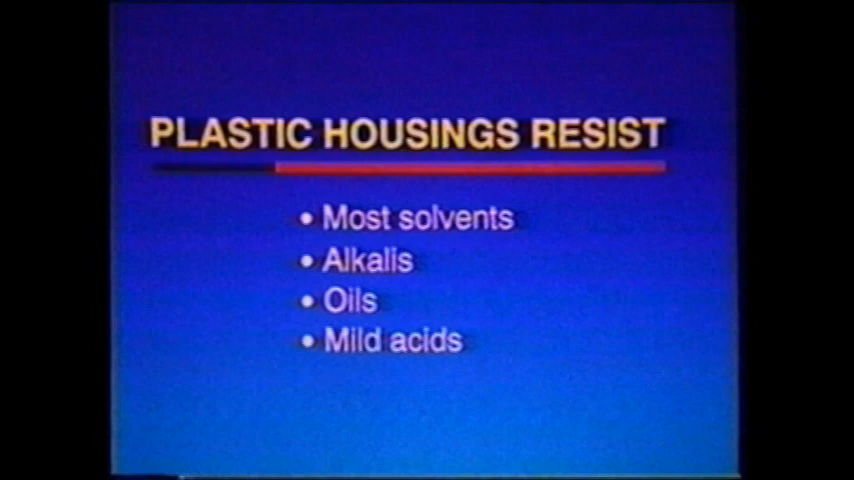 PLASTIC HOUSINGS RESIST
• Most solvents
• Alkalis
• Oils
• Mild acids